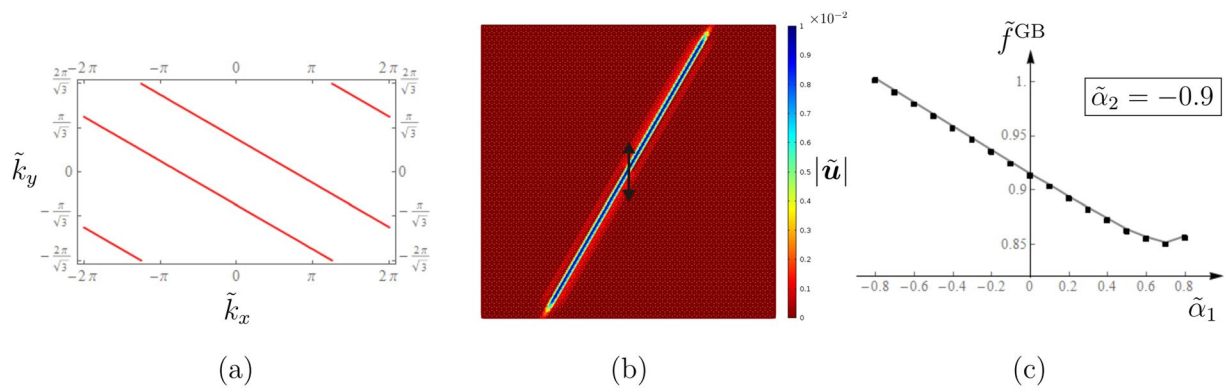 -2π -π 0 π 2π
2π/√3 2π/√3
π/√3 π/√3
k̃_y 0 0
-π/√3 -π/√3
-2π/√3 -2π/√3
-2π -π 0 π 2π
k̃_x
(a)
×10⁻²
1
0.9
0.8
0.7
0.6
0.5
0.4
0.3
0.2
0.1
0
|ũ|
(b)
f̃^GB
α̃₂ = −0.9
1.
0.95
0.9
0.85
-0.8 -0.6 -0.4 -0.2 0 0.2 0.4 0.6 0.8
α̃₁
(c)